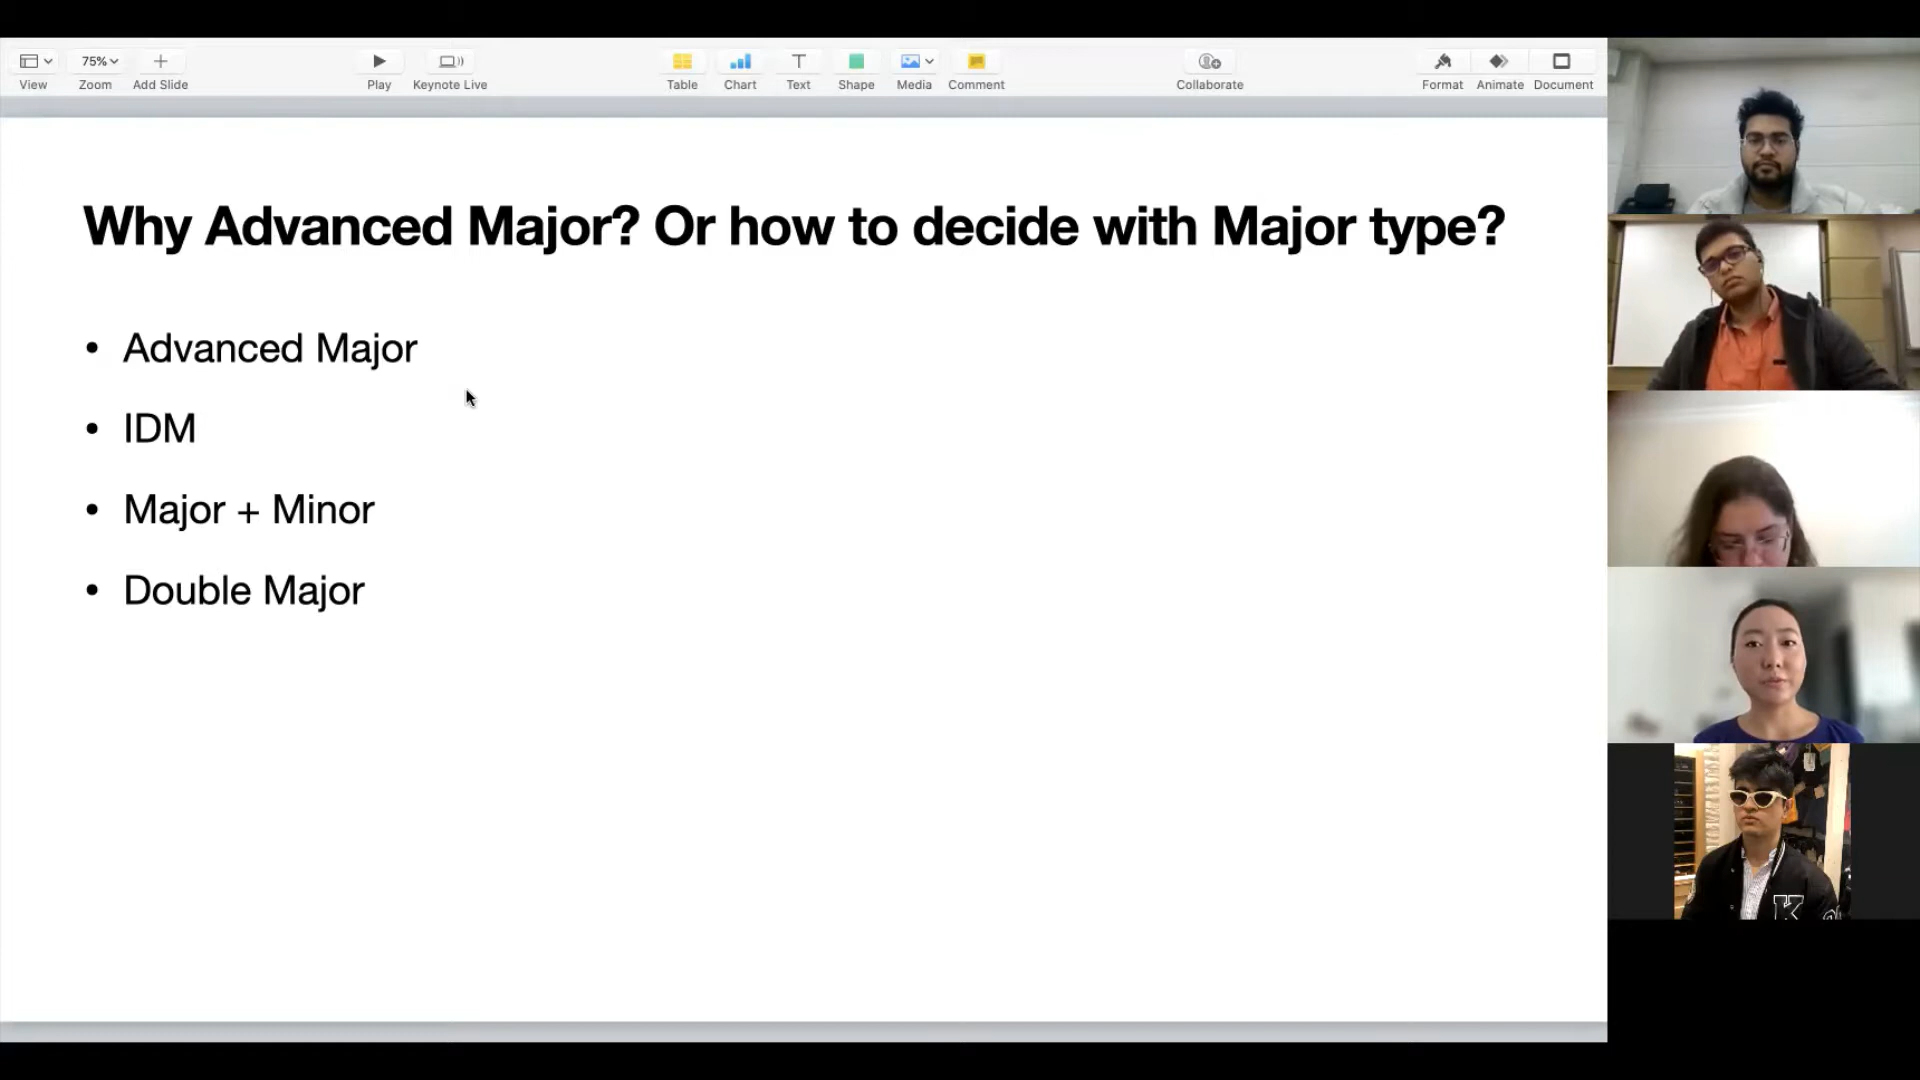 75%
View
Zoom
Add Slide
Play
Keynote Live
Table
Chart
Text
Shape
Media
Comment
Collaborate
Format
Animate
Document
Why Advanced Major? Or how to decide with Major type?
• Advanced Major
• IDM
• Major + Minor
• Double Major
K